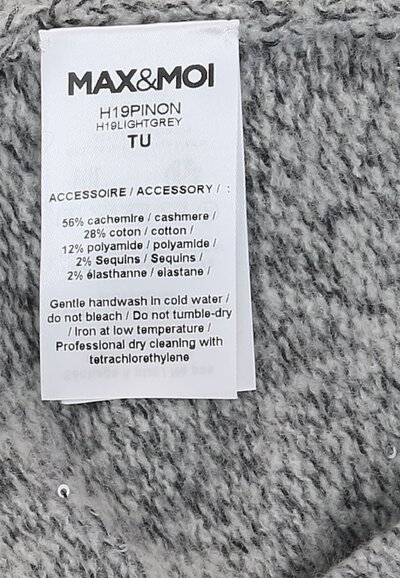 MAX&MOI
H19PINON
H19LIGHTGREY
TU
ACCESSOIRE / ACCESSORY / :
56% cachemire / cashmere /
28% coton / cotton /
12% polyamide / polyamide /
2% Sequins / Sequins /
2% élasthanne / elastane /
Gentle handwash in cold water /
do not bleach / Do not tumble-dry
/ Iron at low temperature /
Professional dry cleaning with
tetrachlorethylene